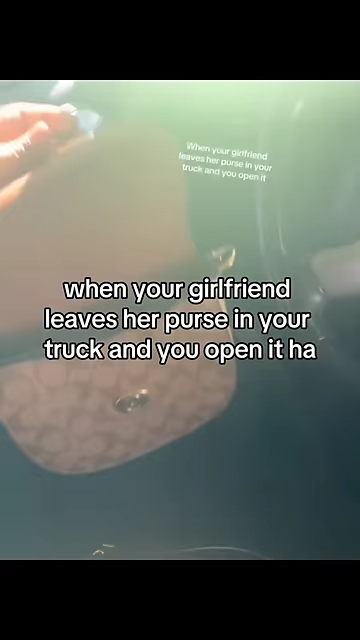 When your girlfriend
leaves her purse in your
truck and you open it
when your girlfriend
leaves her purse in your
truck and you open it ha